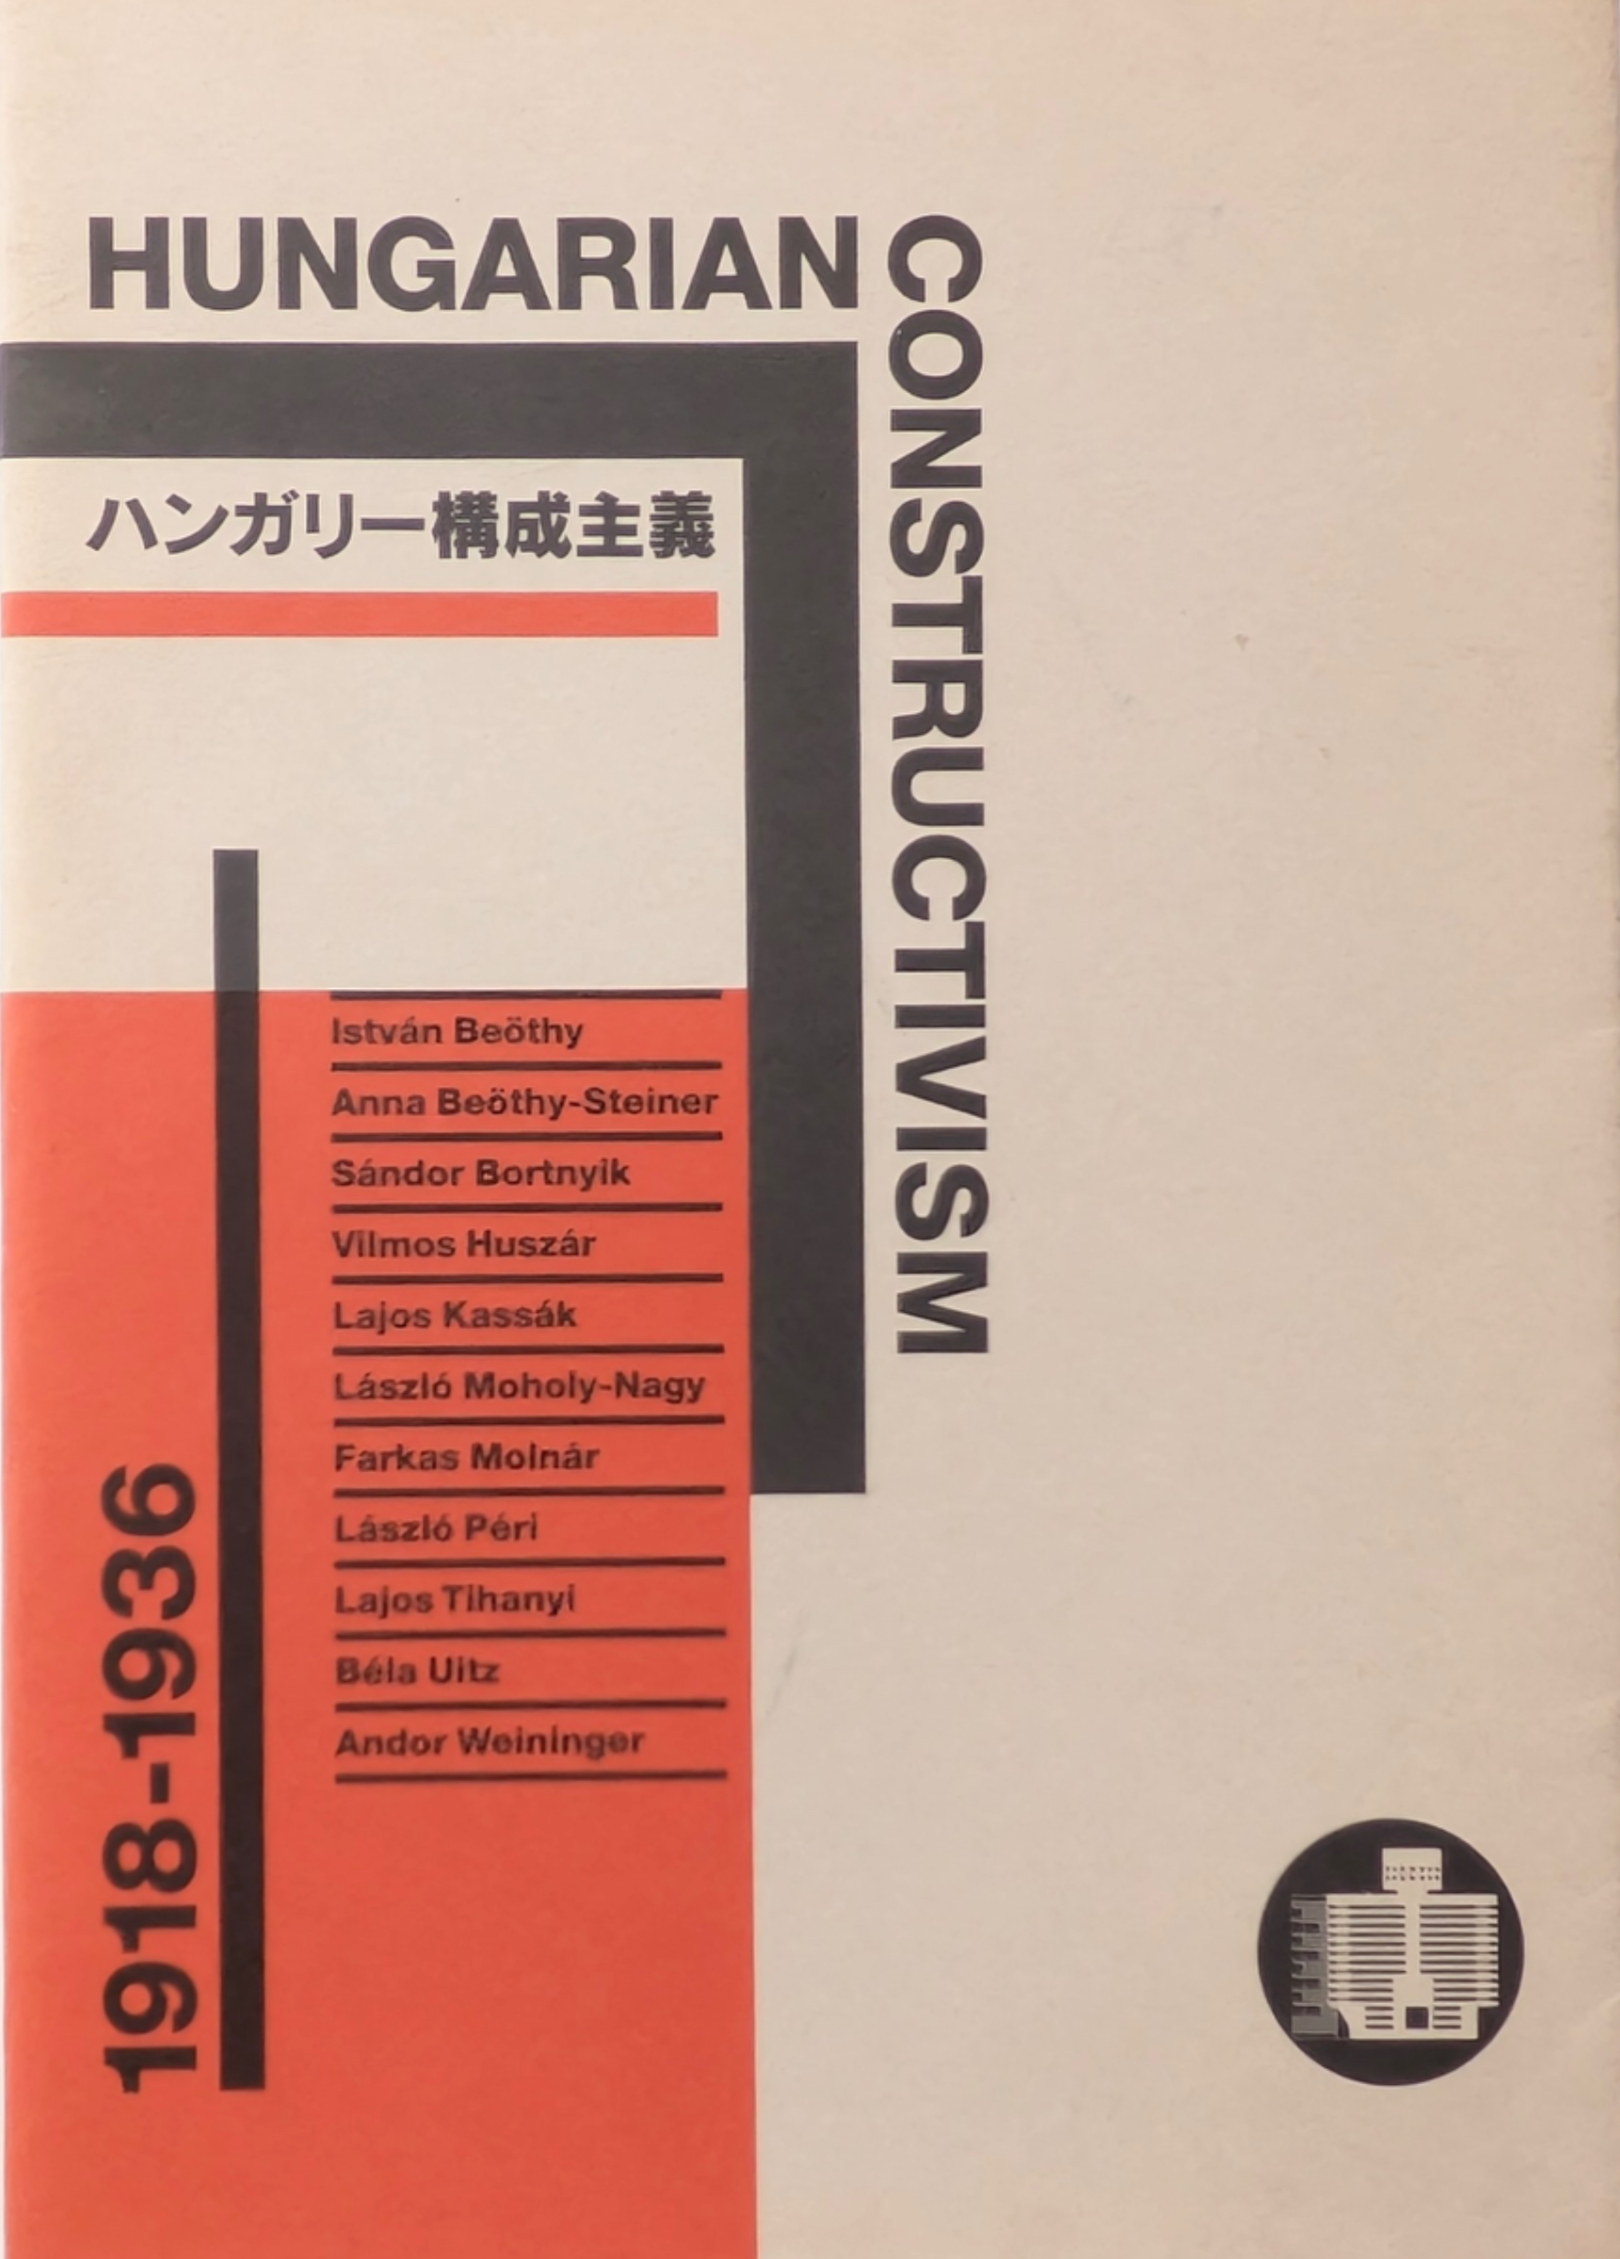 HUNGARIAN
CONSTRUCTIVISM
ハンガリー構成主義
István Beöthy
Anna Beöthy-Steiner
Sándor Bortnyik
Vilmos Huszár
Lajos Kassák
László Moholy-Nagy
Farkas Molnár
László Péri
Lajos Tihanyi
Béla Uitz
Andor Weininger
1918-1936